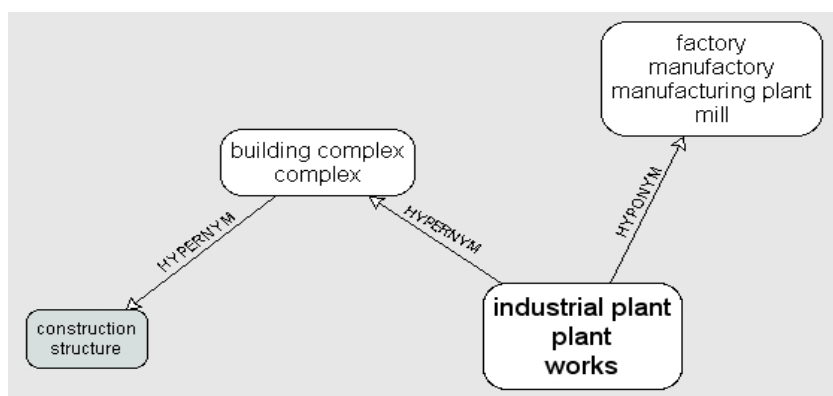 factory
manufactory
manufacturing plant
mill
building complex
complex
HYPERNYM
HYPERNYM
HYPONYM
industrial plant
plant
works
construction
structure